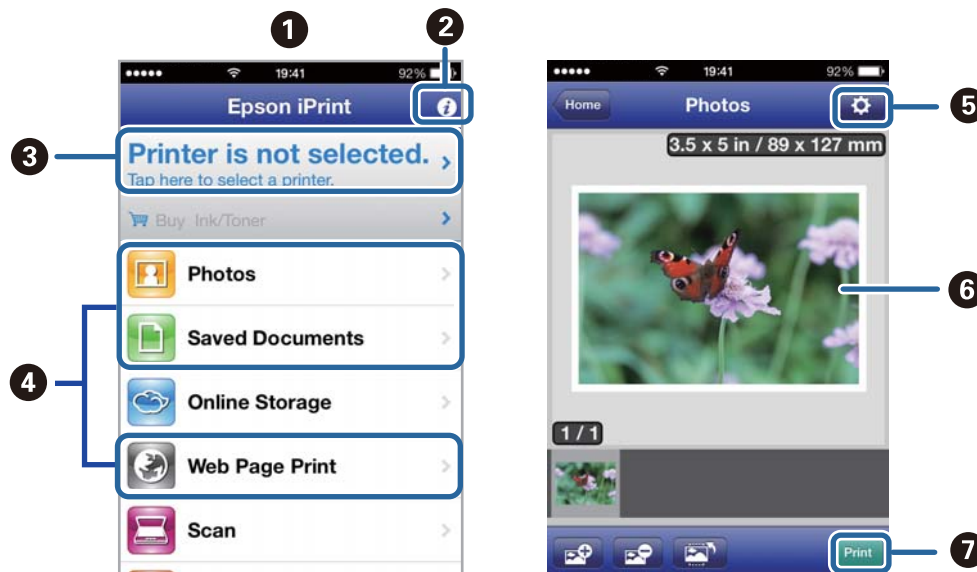 1
2
19:41 92%
Epson iPrint
3
Printer is not selected.
Tap here to select a printer.
Buy Ink/Toner
Photos
Saved Documents
4
Online Storage
Web Page Print
Scan
19:41 92%
Home Photos
5
3.5 x 5 in / 89 x 127 mm
6
1 / 1
Print
7